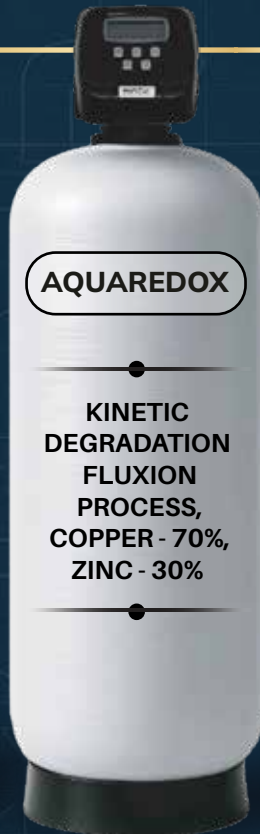 AQUAREDOX
KINETIC
DEGRADATION
FLUXION
PROCESS,
COPPER - 70%,
ZINC - 30%